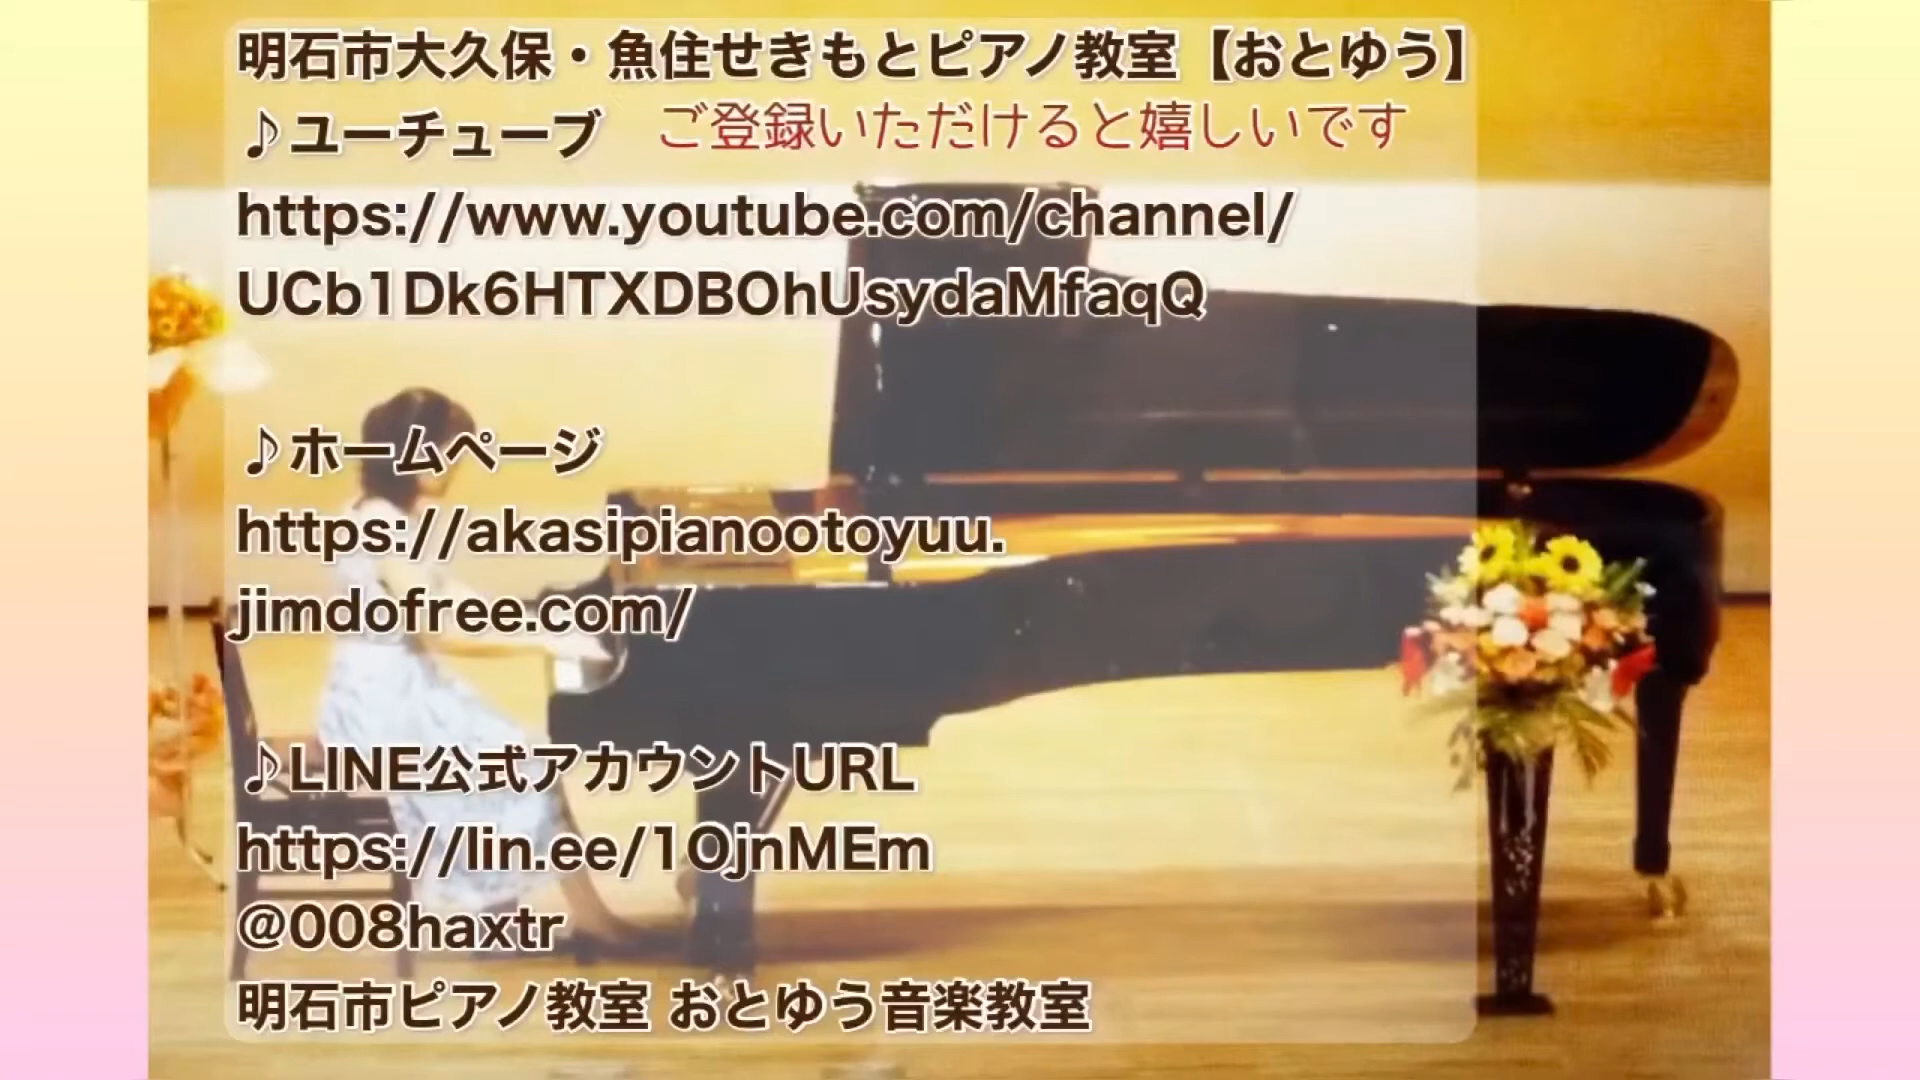 明石市大久保・魚住せきもとピアノ教室【おとゆう】
♪ユーチューブ ご登録いただけると嬉しいです
https://www.youtube.com/channel/
UCb1Dk6HTXDBOhUsydaMfaqQ
♪ホームページ
https://akasipianootoyuu.
jimdofree.com/
♪LINE公式アカウントURL
https://lin.ee/1OjnMEm
@008haxtr
明石市ピアノ教室 おとゆう音楽教室